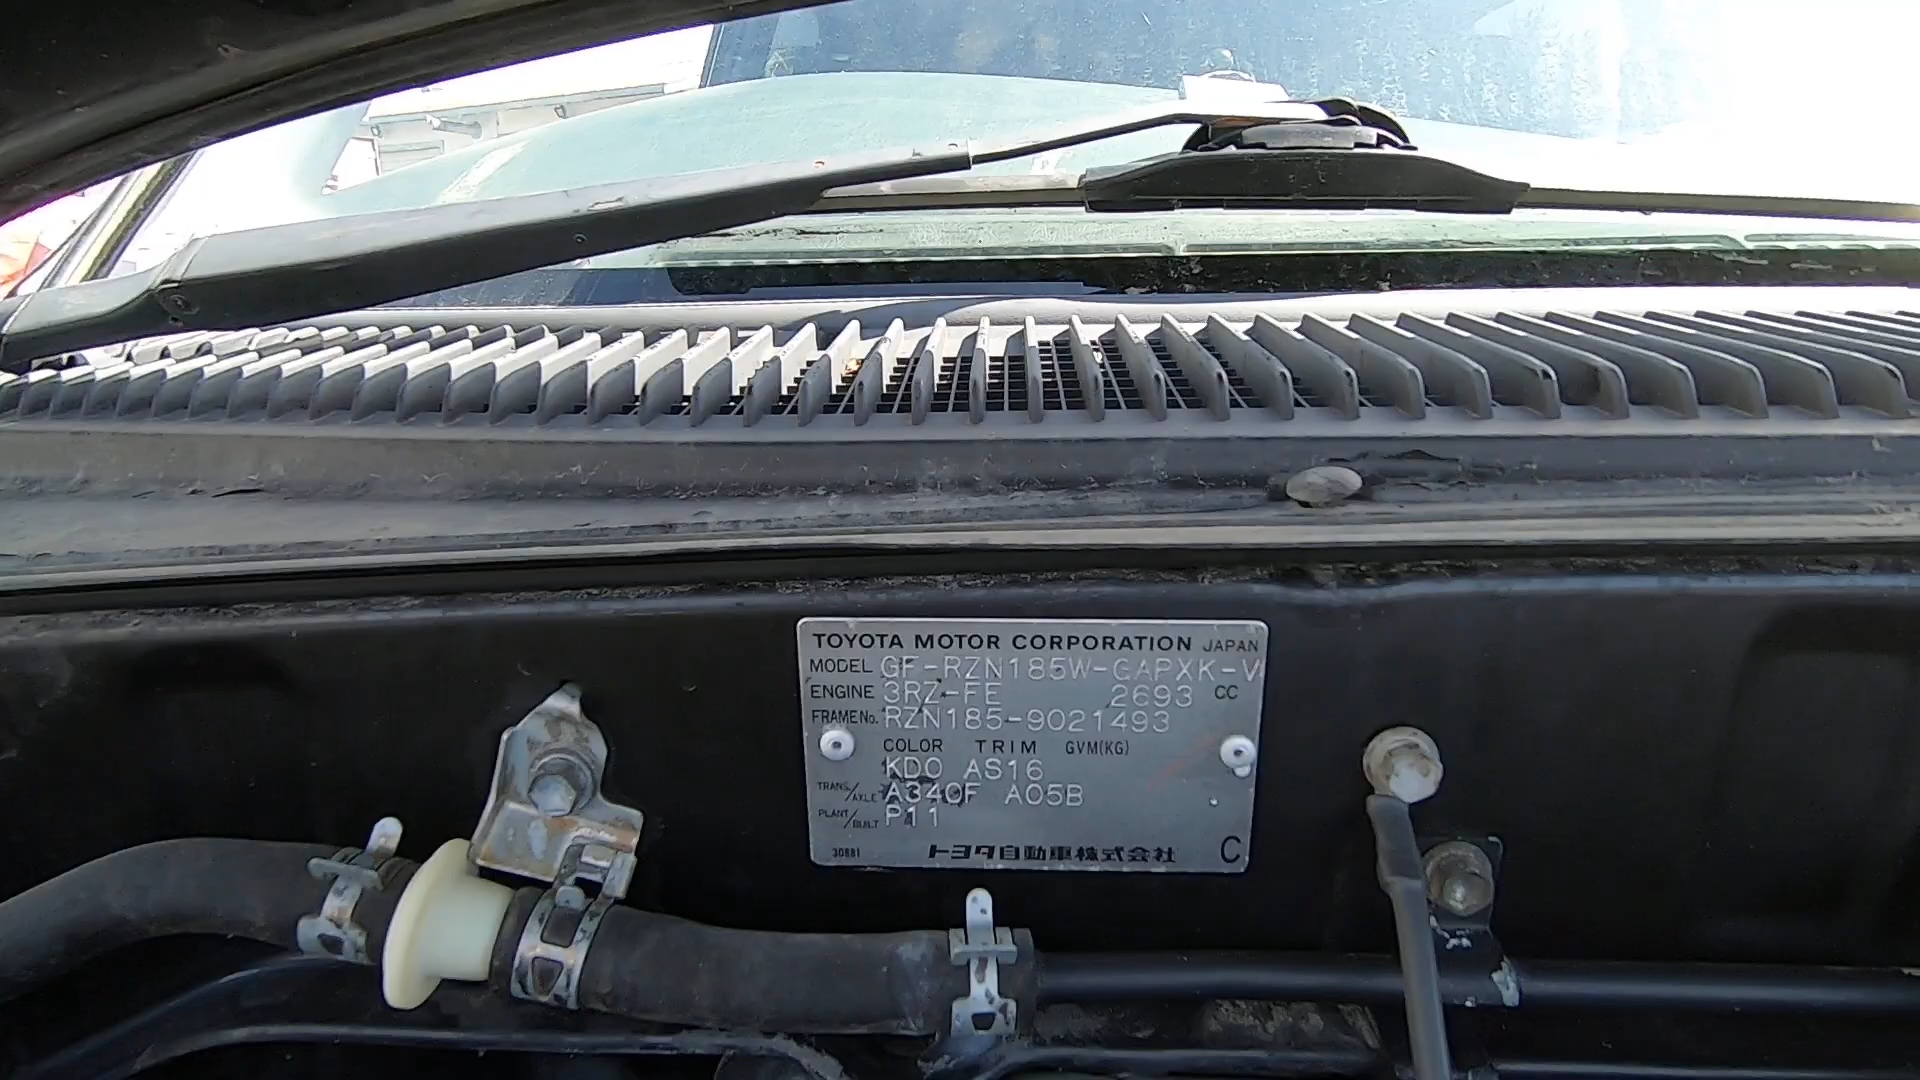 TOYOTA MOTOR CORPORATION JAPAN
MODEL GF-RZN185W-GAPXK-V
ENGINE 3RZ-FE 2693 CC
FRAME No. RZN185-9021493
COLOR TRIM GVM(KG)
KD0 AS16
TRANS./AXLE A340F A05B
PLANT/BUILT P11
30881 トヨタ自動車株式会社 C